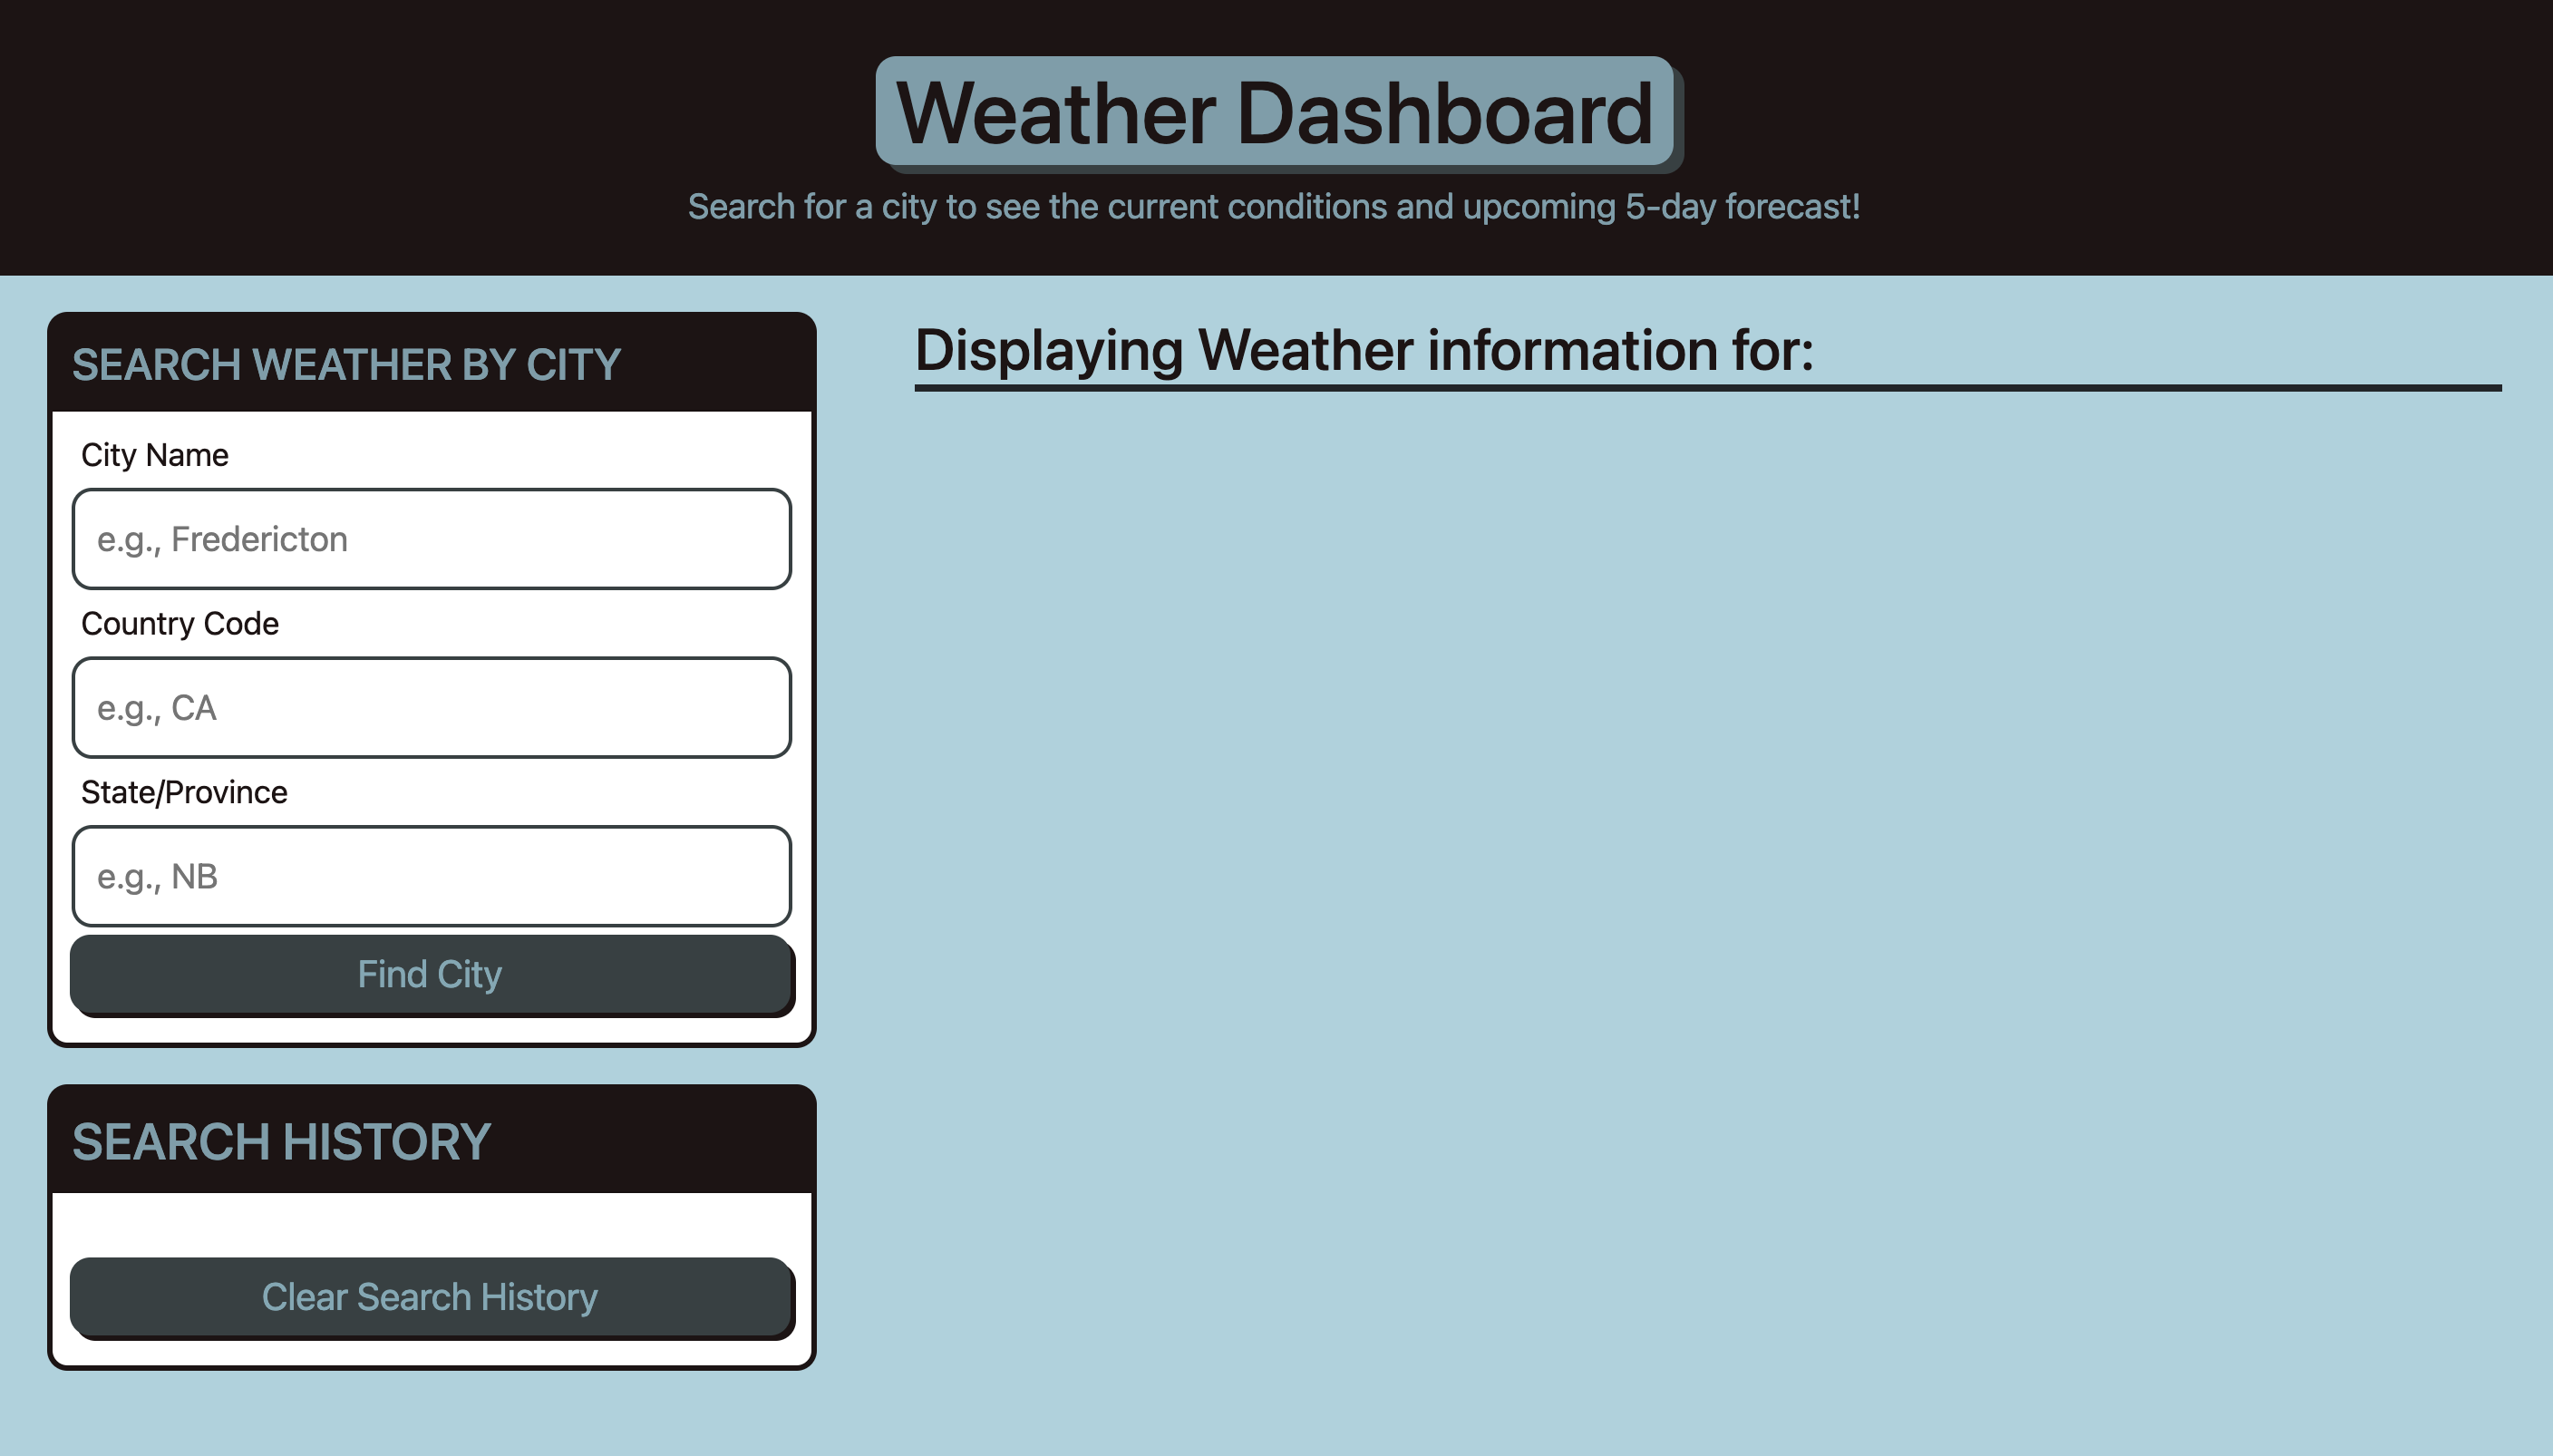 Weather Dashboard
Search for a city to see the current conditions and upcoming 5-day forecast!
SEARCH WEATHER BY CITY
City Name
e.g., Fredericton
Country Code
e.g., CA
State/Province
e.g., NB
Find City
SEARCH HISTORY
Clear Search History
Displaying Weather information for: